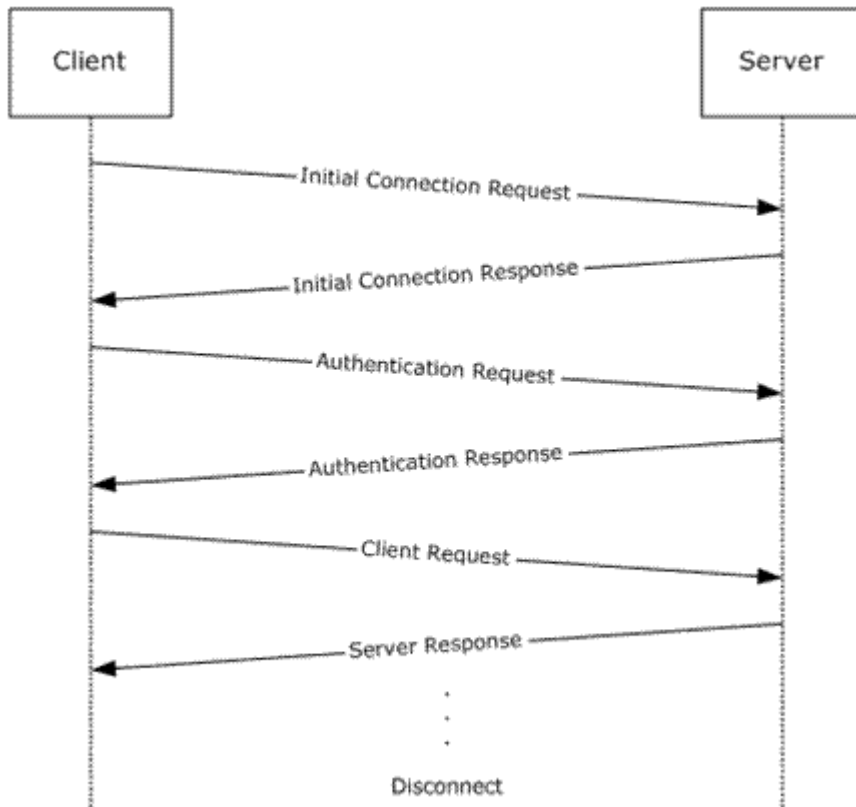 Client
Server
Initial Connection Request
Initial Connection Response
Authentication Request
Authentication Response
Client Request
Server Response
Disconnect